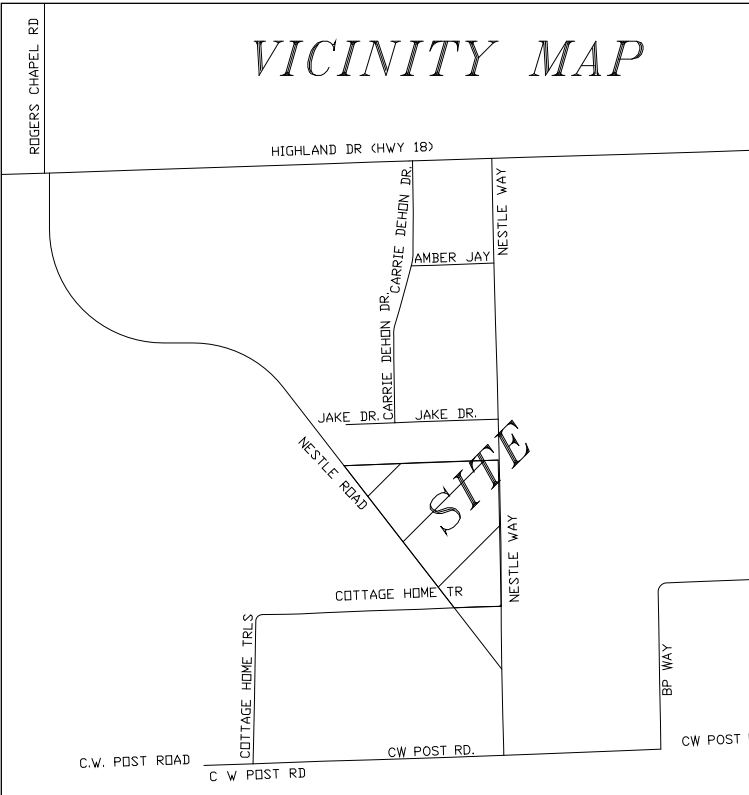 ROGERS CHAPEL RD
VICINITY MAP
HIGHLAND DR (HWY 18)
CARRIE DEHON DR.
NESTLE WAY
AMBER JAY
CARRIE DEHON DR.
JAKE DR.
JAKE DR.
NESTLE ROAD
SITE
NESTLE WAY
COTTAGE HOME TR
COTTAGE HOME TRLS
BP WAY
C.W. POST ROAD
CW POST RD.
CW POST
C W POST RD